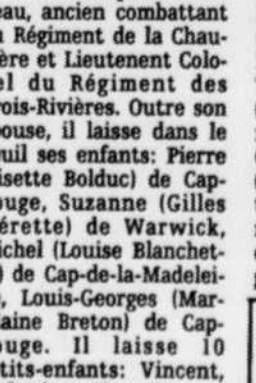 eau, ancien combattant
Régiment de la Chau-
ère et Lieutenent Colo-
el du Régiment des
rois-Rivières. Outre son
ouse, il laisse dans le
uil ses enfants: Pierre
isette Bolduc) de Cap-
ouge, Suzanne (Gilles
érette) de Warwick,
ichel (Louise Blanchet-
) de Cap-de-la-Madelei-
, Louis-Georges (Mar-
laine Breton) de Cap-
ouge. Il laisse 10
tits-enfants: Vincent,